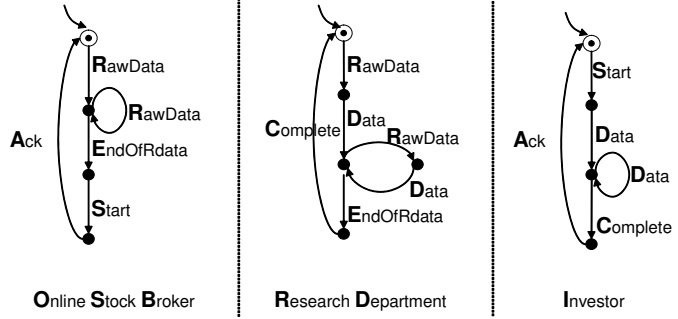 RawData
RawData
Ack
EndOfRdata
Start
Online Stock Broker
RawData
Data
Complete
RawData
Data
EndOfRdata
Research Department
Start
Data
Ack
Data
Complete
Investor